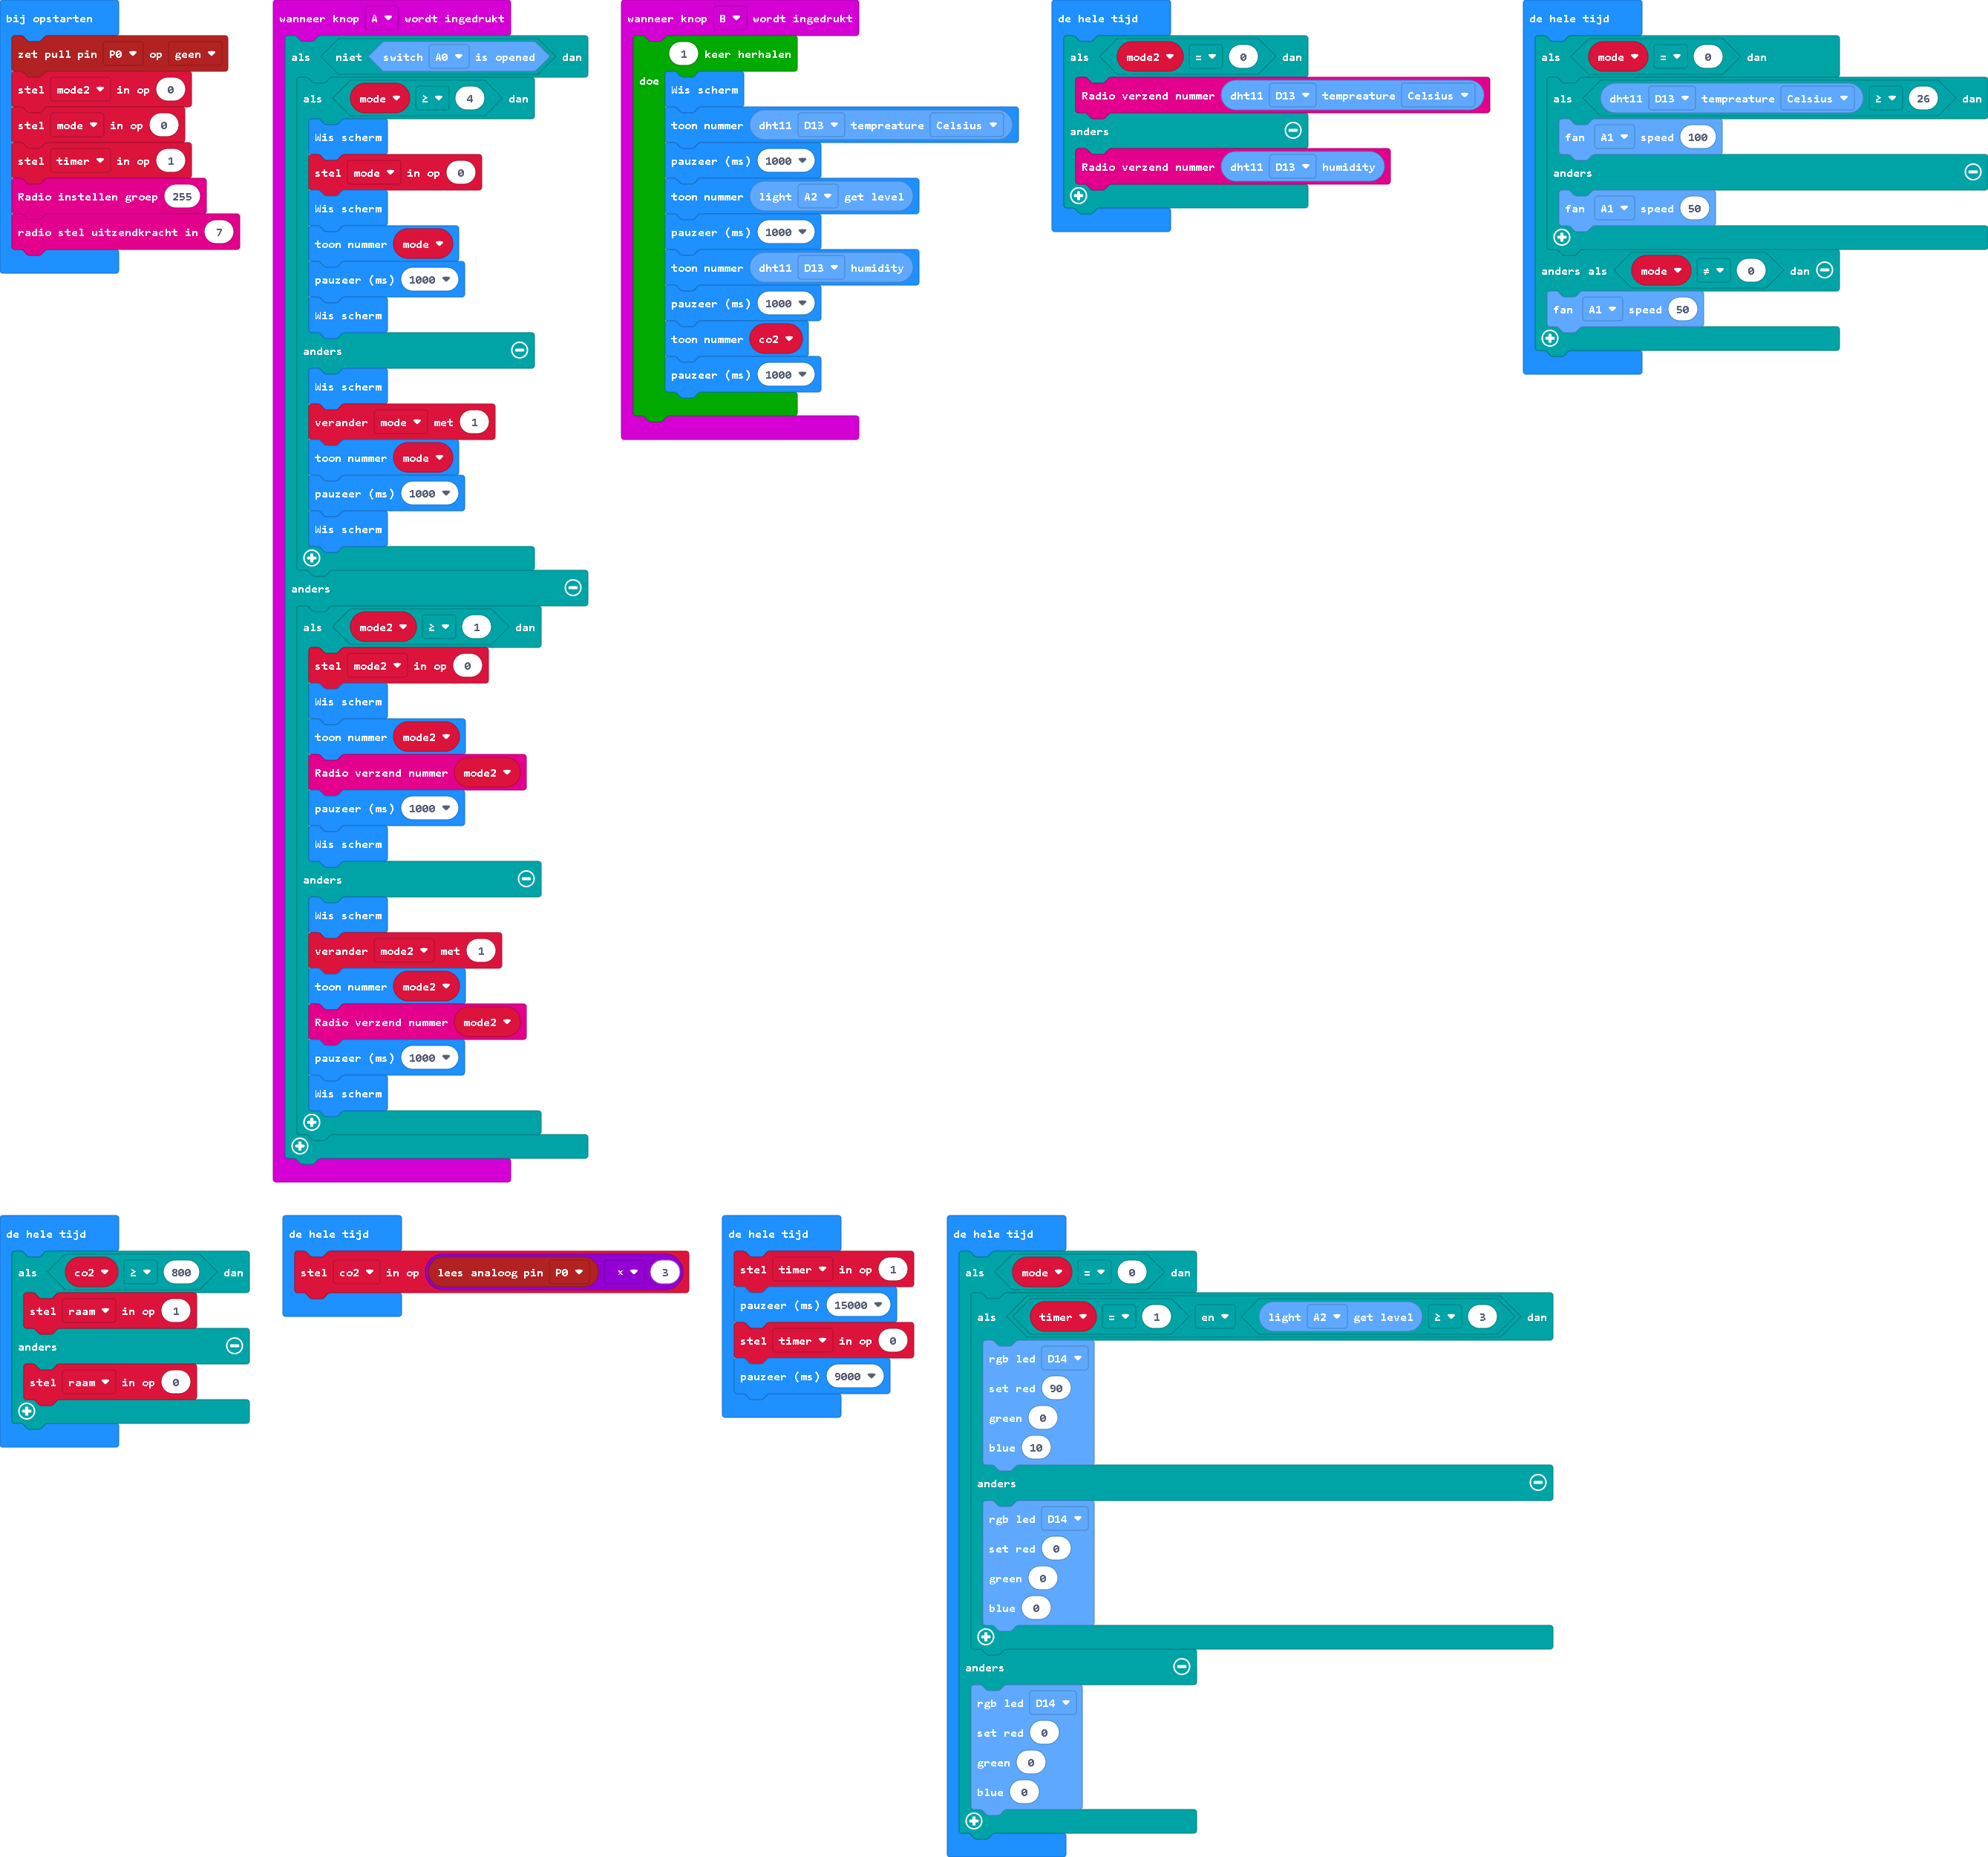 bij opstarten
zet pull pin P0 op geen
stel mode2 in op 0
stel mode in op 0
stel timer in op 1
Radio instellen groep 255
radio stel uitzendkracht in 7
wanneer knop A wordt ingedrukt
als niet switch A0 is opened dan
als mode ≥ 4 dan
Wis scherm
stel mode in op 0
Wis scherm
toon nummer mode
pauzeer (ms) 1000
Wis scherm
anders
Wis scherm
verander mode met 1
toon nummer mode
pauzeer (ms) 1000
Wis scherm
anders
als mode2 ≥ 1 dan
stel mode2 in op 0
Wis scherm
toon nummer mode2
Radio verzend nummer mode2
pauzeer (ms) 1000
Wis scherm
anders
Wis scherm
verander mode2 met 1
toon nummer mode2
Radio verzend nummer mode2
pauzeer (ms) 1000
Wis scherm
wanneer knop B wordt ingedrukt
1 keer herhalen
doe
Wis scherm
toon nummer dht11 D13 tempreature Celsius
pauzeer (ms) 1000
toon nummer light A2 get level
pauzeer (ms) 1000
toon nummer dht11 D13 humidity
pauzeer (ms) 1000
toon nummer co2
pauzeer (ms) 1000
de hele tijd
als mode2 = 0 dan
Radio verzend nummer dht11 D13 tempreature Celsius
anders
Radio verzend nummer dht11 D13 humidity
de hele tijd
als mode = 0 dan
als dht11 D13 tempreature Celsius ≥ 26 dan
fan A1 speed 100
anders
fan A1 speed 50
anders als mode ≠ 0 dan
fan A1 speed 50
de hele tijd
als co2 ≥ 800 dan
stel raam in op 1
anders
stel raam in op 0
de hele tijd
stel co2 in op lees analoog pin P0 × 3
de hele tijd
stel timer in op 1
pauzeer (ms) 15000
stel timer in op 0
pauzeer (ms) 9000
de hele tijd
als mode = 0 dan
als timer = 1 en light A2 get level ≥ 3 dan
rgb led D14
set red 90
green 0
blue 10
anders
rgb led D14
set red 0
green 0
blue 0
anders
rgb led D14
set red 0
green 0
blue 0